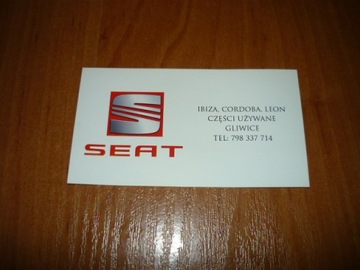 SEAT
IBIZA, CORDOBA, LEON
CZĘŚCI UŻYWANE
GLIWICE
TEL: 798 337 714